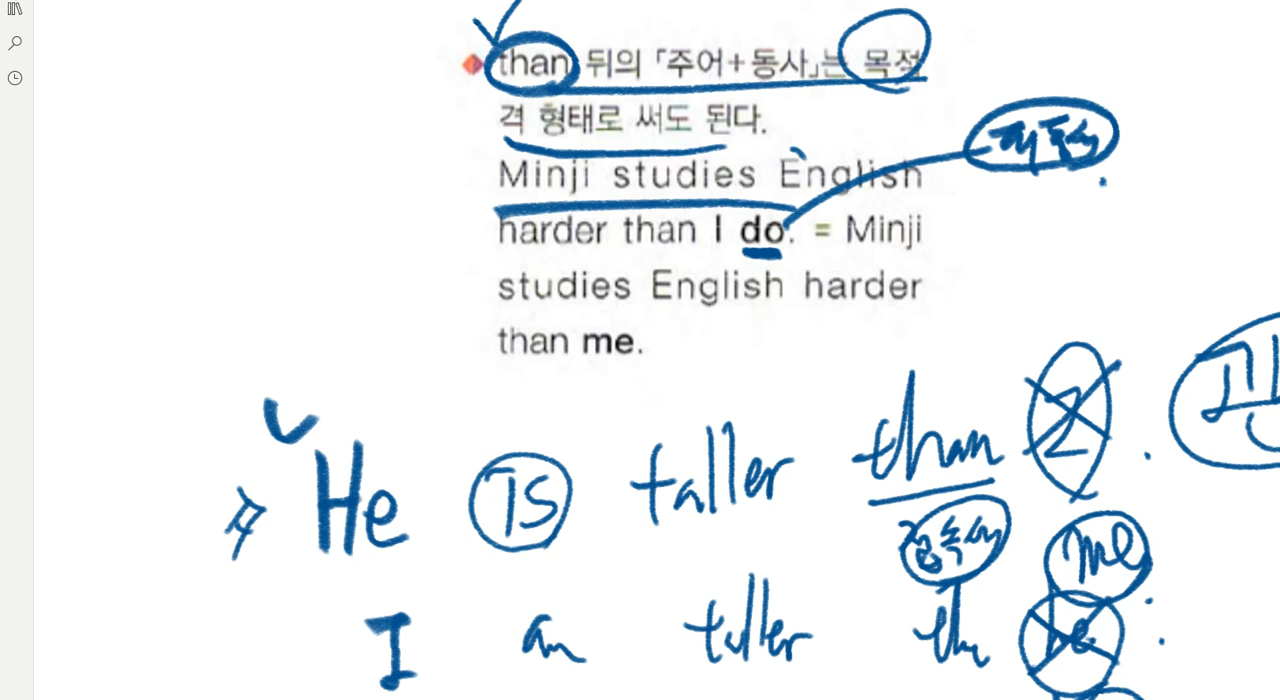 than 뒤의 「주어+동사」는 목적
격 형태로 써도 된다.
대동사
Minji studies English
harder than I do. = Minji
studies English harder
than me.
He is taller than I.
접속사 me
I am taller than he.